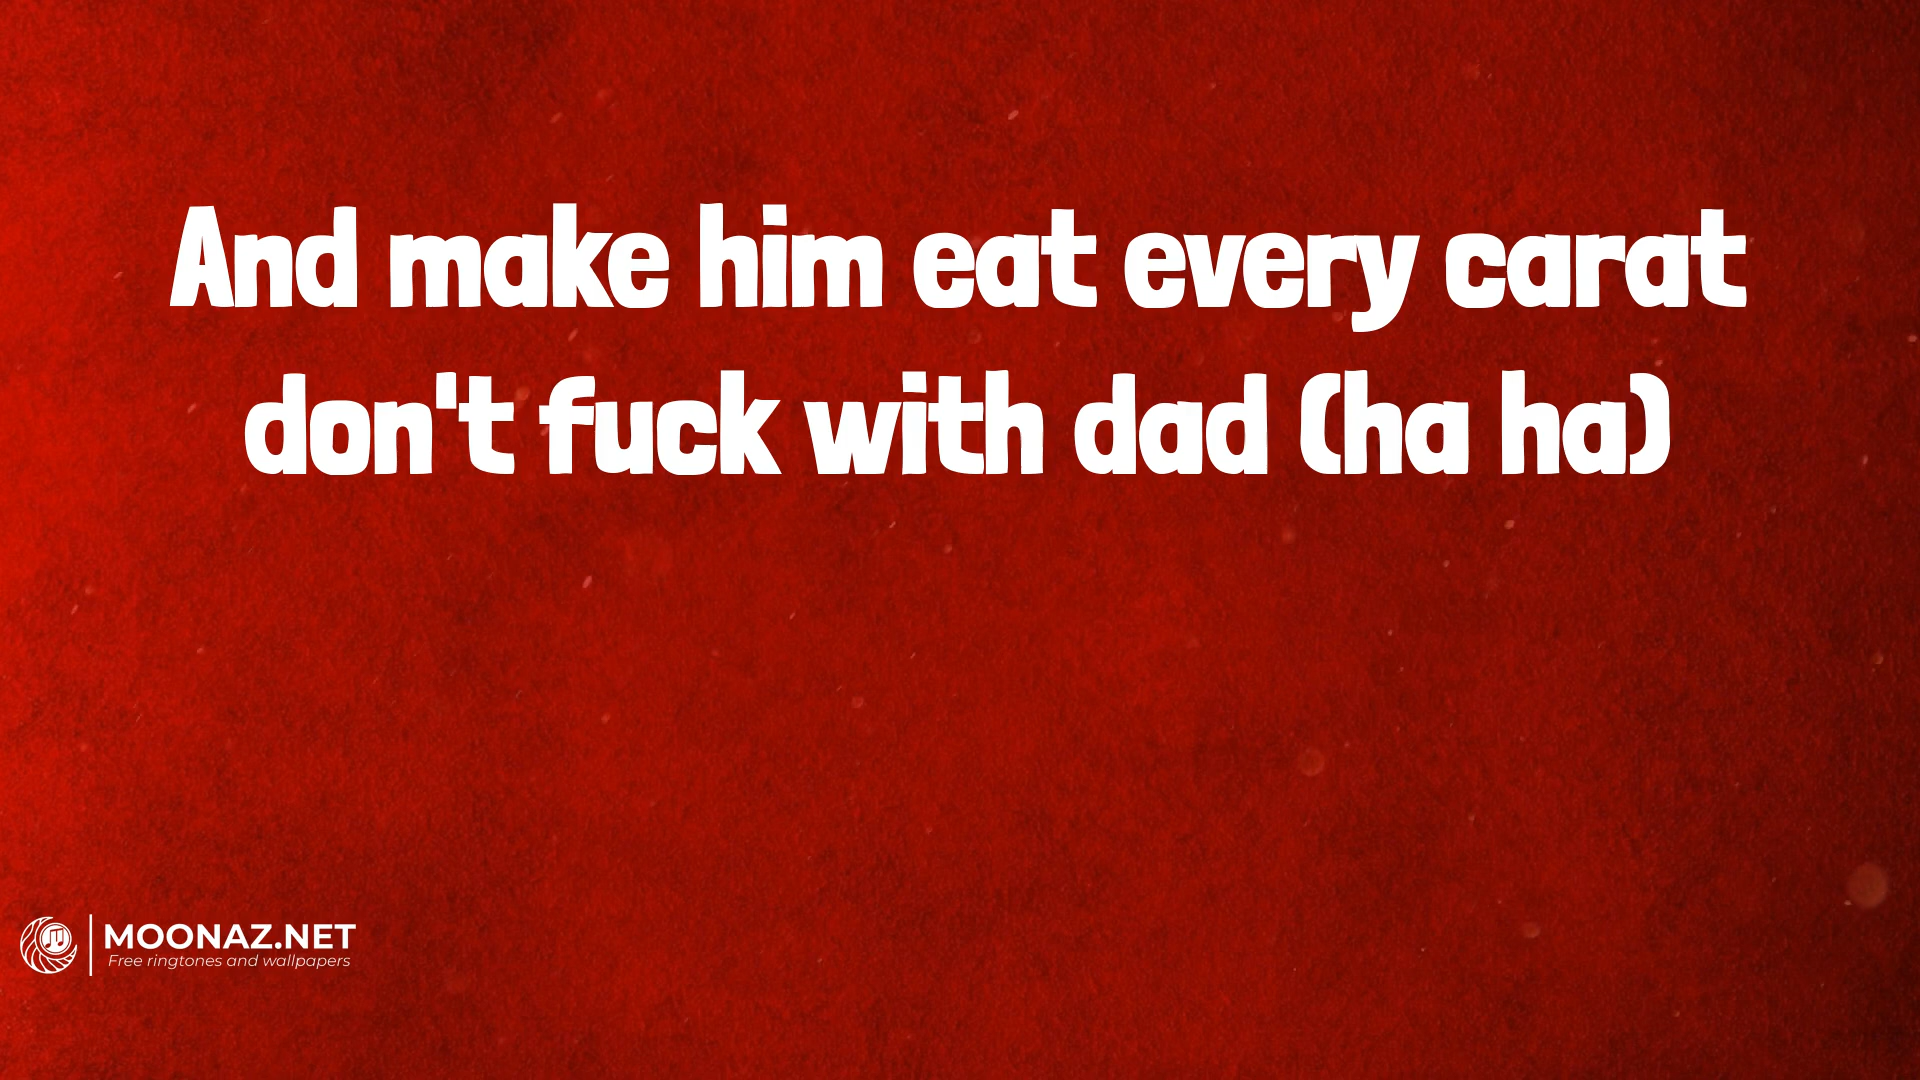 And make him eat every carat
don't fuck with dad (ha ha)
MOONAZ.NET
Free ringtones and wallpapers